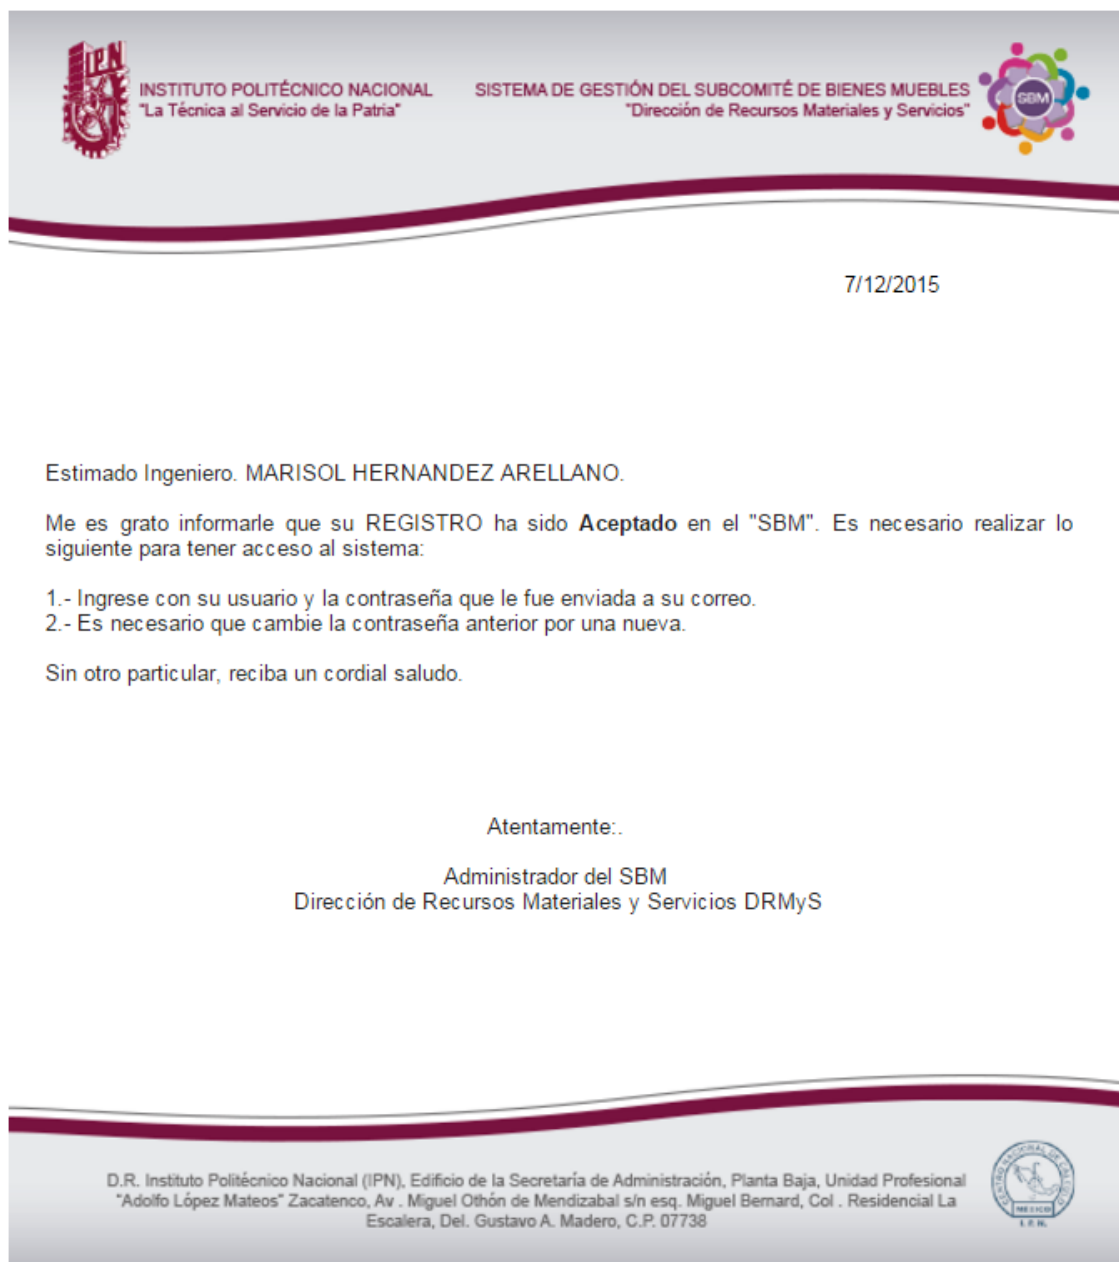 IPN
INSTITUTO POLITÉCNICO NACIONAL
"La Técnica al Servicio de la Patria"
SISTEMA DE GESTIÓN DEL SUBCOMITÉ DE BIENES MUEBLES
"Dirección de Recursos Materiales y Servicios"
SBM
7/12/2015
Estimado Ingeniero. MARISOL HERNANDEZ ARELLANO.
Me es grato informarle que su REGISTRO ha sido Aceptado en el "SBM". Es necesario realizar lo
siguiente para tener acceso al sistema:
1.- Ingrese con su usuario y la contraseña que le fue enviada a su correo.
2.- Es necesario que cambie la contraseña anterior por una nueva.
Sin otro particular, reciba un cordial saludo.
Atentamente:.
Administrador del SBM
Dirección de Recursos Materiales y Servicios DRMyS
D.R. Instituto Politécnico Nacional (IPN), Edificio de la Secretaría de Administración, Planta Baja, Unidad Profesional
"Adolfo López Mateos" Zacatenco, Av . Miguel Othón de Mendizabal s/n esq. Miguel Bernard, Col . Residencial La
Escalera, Del. Gustavo A. Madero, C.P. 07738
CENTRO NACIONAL DE CALCULO
MEXICO
I. P. N.